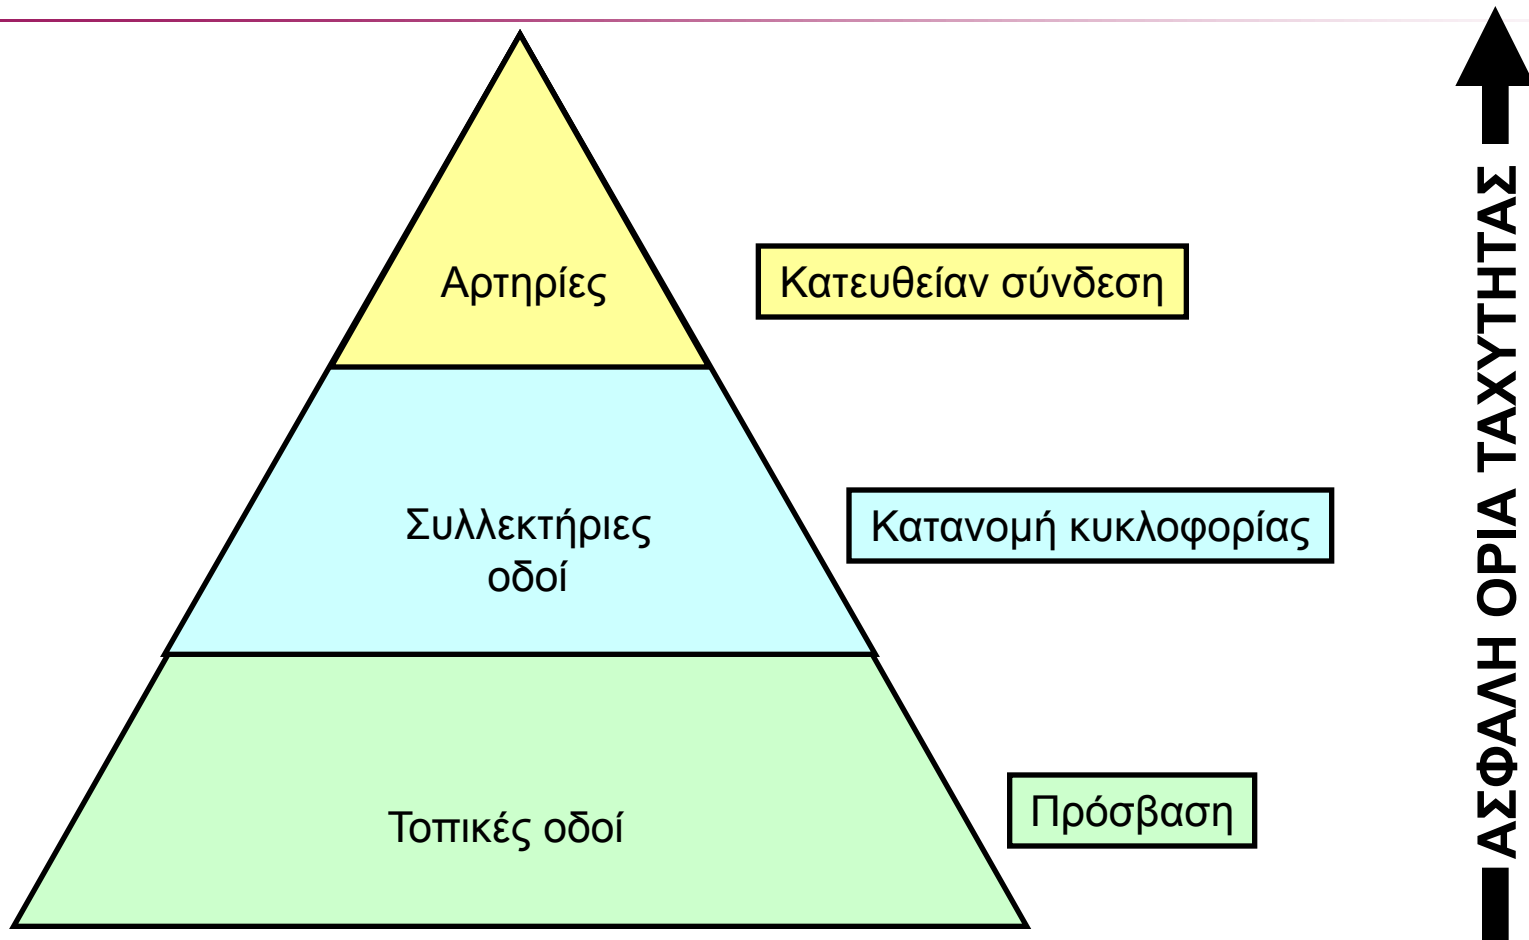 Αρτηρίες
Κατευθείαν σύνδεση
Συλλεκτήριες
οδοί
Κατανομή κυκλοφορίας
Τοπικές οδοί
Πρόσβαση
ΑΣΦΑΛΗ ΟΡΙΑ ΤΑΧΥΤΗΤΑΣ